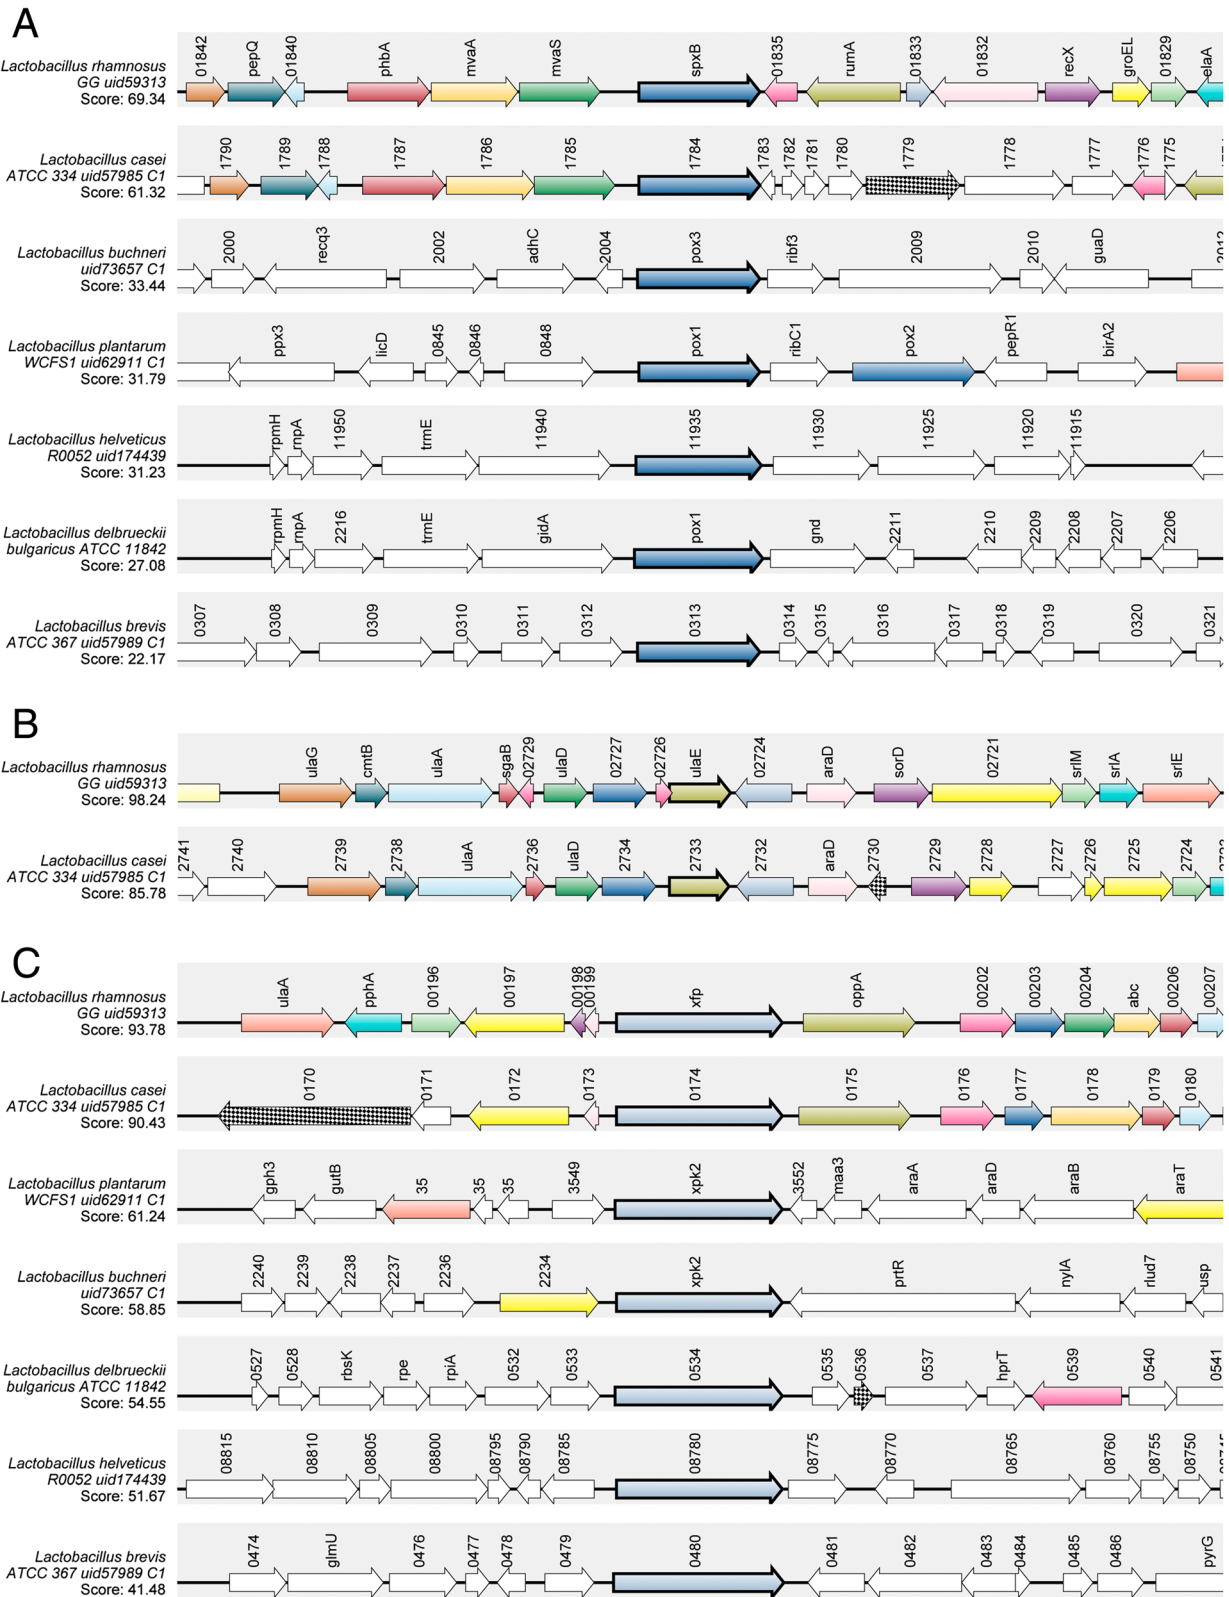 A
01842 pepQ 01840 phbA mvaA mvaS spxB 01835 rumA 01833 01832 recX groEL 01829 elaA
Lactobacillus rhamnosus
GG uid59313
Score: 69.34
1790 1789 1788 1787 1786 1785 1784 1783 1782 1781 1780 1779 1778 1777 1776 1775
Lactobacillus casei
ATCC 334 uid57985 C1
Score: 61.32
2000 recq3 2002 adhC 2004 pox3 ribf3 2009 2010 guaD 2012
Lactobacillus buchneri
uid73657 C1
Score: 33.44
ppx3 licD 0845 0846 0848 pox1 ribC1 pox2 pepR1 birA2
Lactobacillus plantarum
WCFS1 uid62911 C1
Score: 31.79
rpmH rnpA 11950 trmE 11940 11935 11930 11925 11920 11915
Lactobacillus helveticus
R0052 uid174439
Score: 31.23
rpmH rnpA 2216 trmE gidA pox1 gnd 2211 2210 2209 2208 2207 2206
Lactobacillus delbrueckii
bulgaricus ATCC 11842
Score: 27.08
0307 0308 0309 0310 0311 0312 0313 0314 0315 0316 0317 0318 0319 0320 0321
Lactobacillus brevis
ATCC 367 uid57989 C1
Score: 22.17
B
ulaG cmtB ulaA sgaB 02729 ulaD 02727 02726 ulaE 02724 araD sorD 02721 srlM srlA srlE
Lactobacillus rhamnosus
GG uid59313
Score: 98.24
2741 2740 2739 2738 ulaA 2736 ulaD 2734 2733 2732 araD 2730 2729 2728 2727 2726 2725 2724
Lactobacillus casei
ATCC 334 uid57985 C1
Score: 85.78
C
ulaA pphA 00196 00197 00198 00199 xfp oppA 00202 00203 00204 abc 00206 00207
Lactobacillus rhamnosus
GG uid59313
Score: 93.78
0170 0171 0172 0173 0174 0175 0176 0177 0178 0179 0180
Lactobacillus casei
ATCC 334 uid57985 C1
Score: 90.43
gph3 gutB 35 35 35 3549 xpk2 3552 maa3 araA araD araB araT
Lactobacillus plantarum
WCFS1 uid62911 C1
Score: 61.24
2240 2239 2238 2237 2236 2234 xpk2 prtR nylA rlud7 usp
Lactobacillus buchneri
uid73657 C1
Score: 58.85
0527 0528 rbsK rpe rpiA 0532 0533 0534 0535 0536 0537 hprT 0539 0540 0541
Lactobacillus delbrueckii
bulgaricus ATCC 11842
Score: 54.55
08815 08810 08805 08800 08795 08790 08785 08780 08775 08770 08765 08760 08755 08750
Lactobacillus helveticus
R0052 uid174439
Score: 51.67
0474 glmU 0476 0477 0478 0479 0480 0481 0482 0483 0484 0485 0486 pyrG
Lactobacillus brevis
ATCC 367 uid57989 C1
Score: 41.48